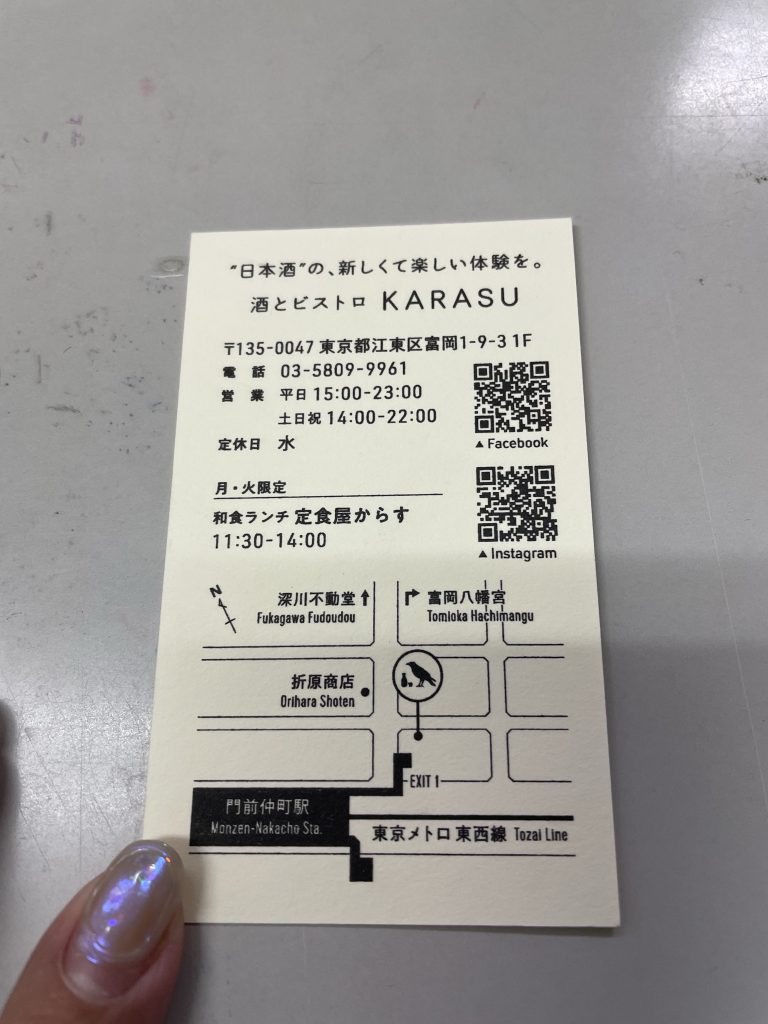 "日本酒"の、新しくて楽しい体験を。
酒とビストロ KARASU
〒135-0047 東京都江東区富岡1-9-3 1F
電 話 03-5809-9961
営 業 平日 15:00-23:00
土日祝 14:00-22:00
定休日 水
▲ Facebook
月・火限定
和食ランチ 定食屋からす
11:30-14:00
▲ Instagram
N
深川不動堂 ↑
Fukagawa Fudoudou
富岡八幡宮
Tomioka Hachimangu
折原商店
Orihara Shoten
EXIT 1
門前仲町駅
Monzen-Nakacho Sta.
東京メトロ 東西線 Tozai Line